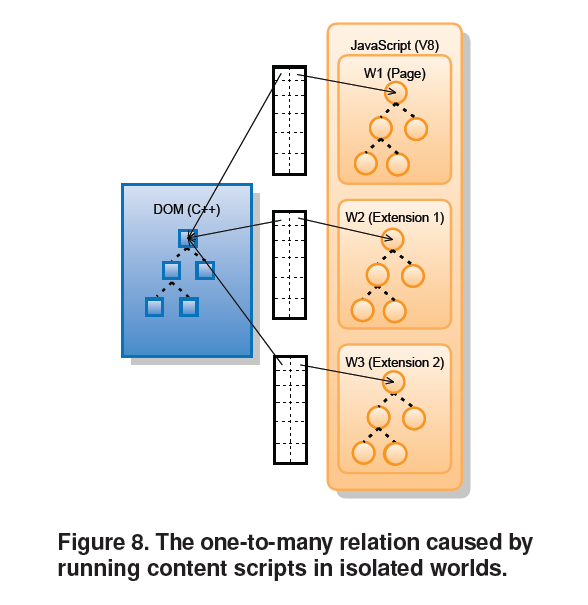 JavaScript (V8)
W1 (Page)
DOM (C++)
W2 (Extension 1)
W3 (Extension 2)
Figure 8. The one-to-many relation caused by
running content scripts in isolated worlds.